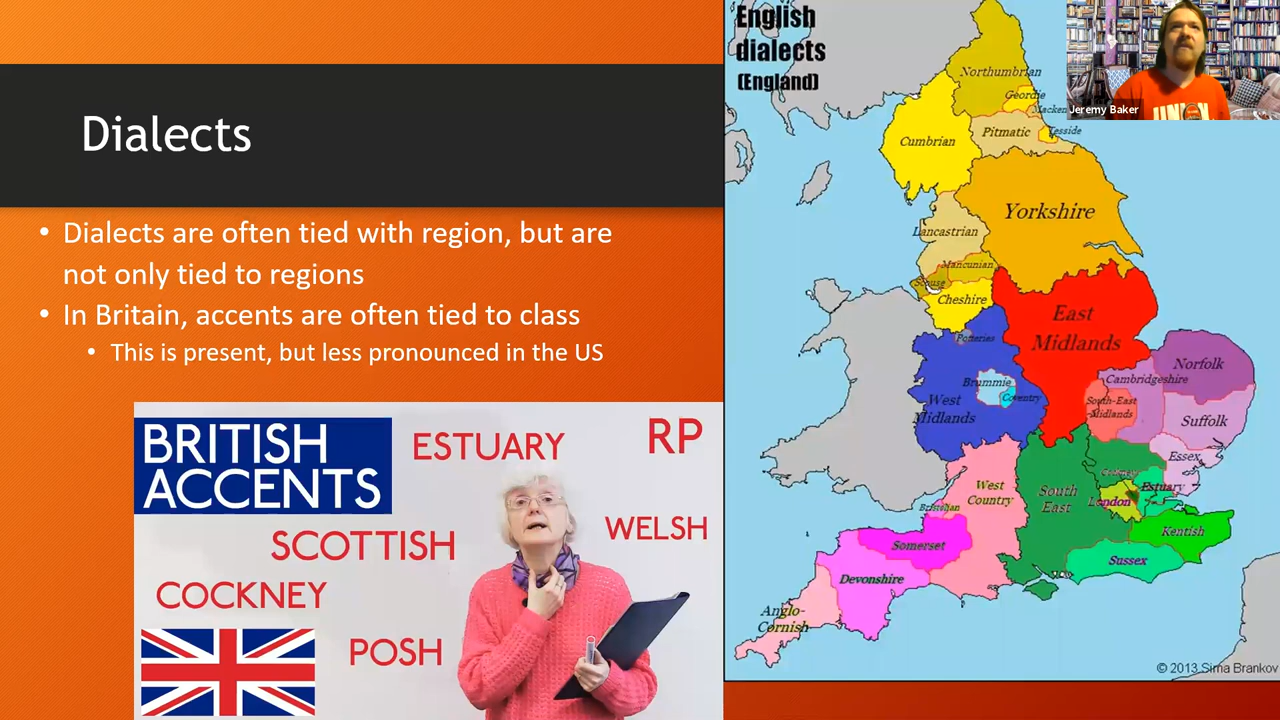 Dialects
• Dialects are often tied with region, but are
not only tied to regions
• In Britain, accents are often tied to class
• This is present, but less pronounced in the US
BRITISH
ACCENTS
ESTUARY
RP
SCOTTISH
WELSH
COCKNEY
POSH
English
dialects
(England)
Northumbrian
Geordie
Mackem
Pitmatic
Teesside
Cumbrian
Yorkshire
Lancastrian
Mancunian
Scouse
Cheshire
East
Midlands
Potteries
Brummie
Coventry
West
Midlands
Norfolk
Cambridgeshire
South-East
Midlands
Suffolk
Essex
West
Country
South
East
Cockney
Estuary
London
Bristolian
Kentish
Somerset
Sussex
Devonshire
Anglo-
Cornish
© 2013 Sima Brankov
Jeremy Baker